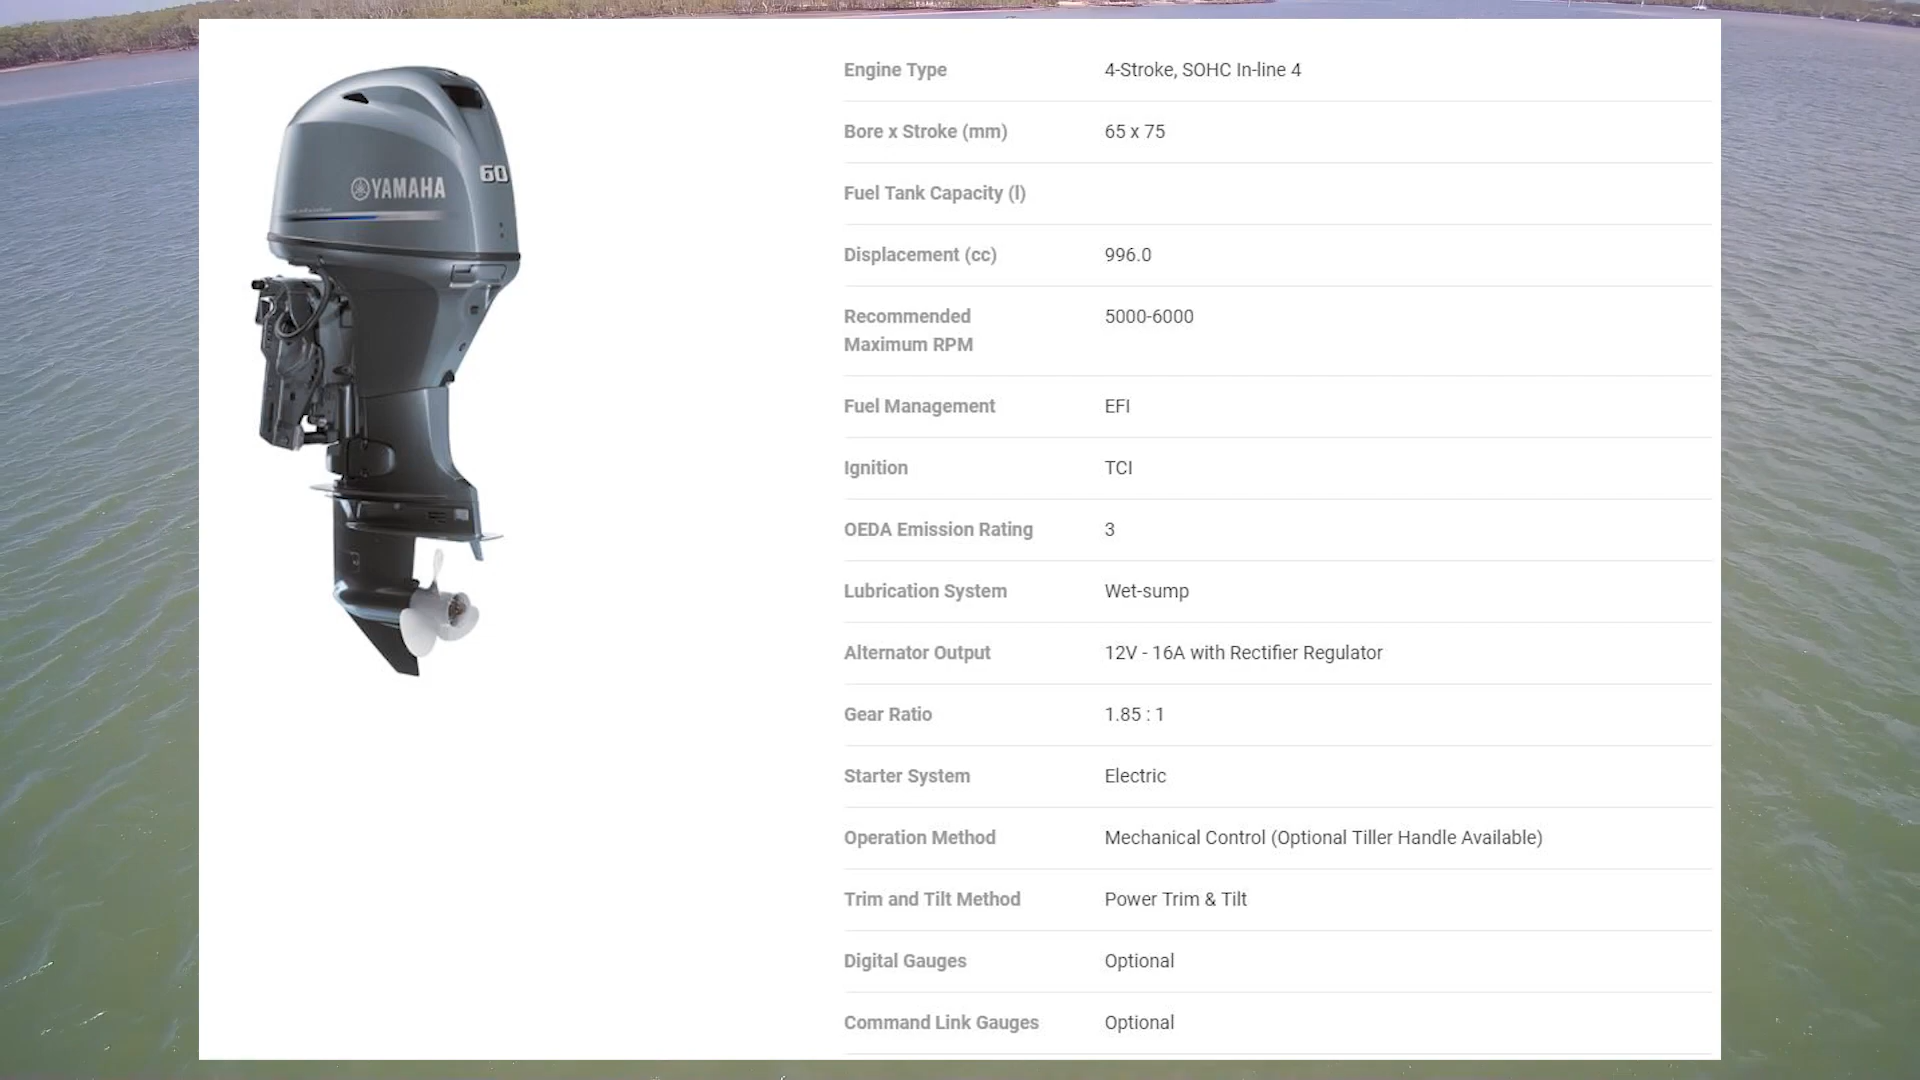 YAMAHA
60
Engine Type 4-Stroke, SOHC In-line 4
Bore x Stroke (mm) 65 x 75
Fuel Tank Capacity (l)
Displacement (cc) 996.0
Recommended 5000-6000
Maximum RPM
Fuel Management EFI
Ignition TCI
OEDA Emission Rating 3
Lubrication System Wet-sump
Alternator Output 12V - 16A with Rectifier Regulator
Gear Ratio 1.85 : 1
Starter System Electric
Operation Method Mechanical Control (Optional Tiller Handle Available)
Trim and Tilt Method Power Trim & Tilt
Digital Gauges Optional
Command Link Gauges Optional